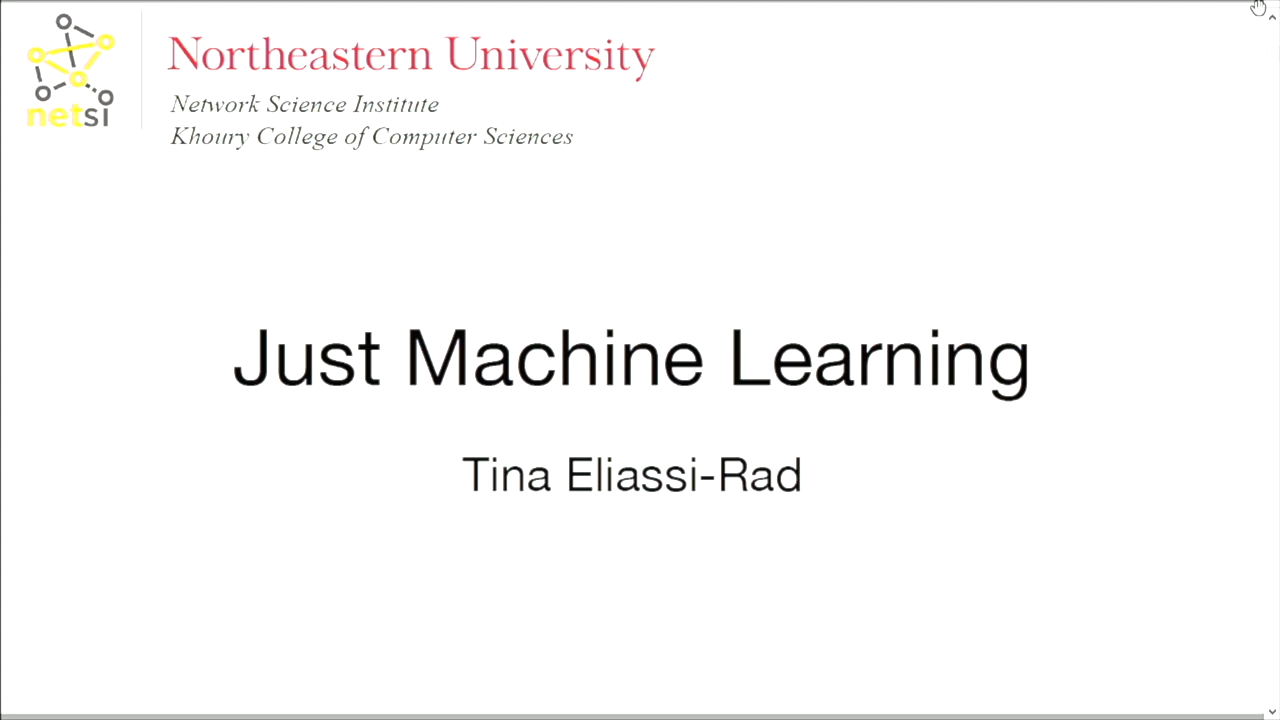 netsi
Northeastern University
Network Science Institute
Khoury College of Computer Sciences
Just Machine Learning
Tina Eliassi-Rad